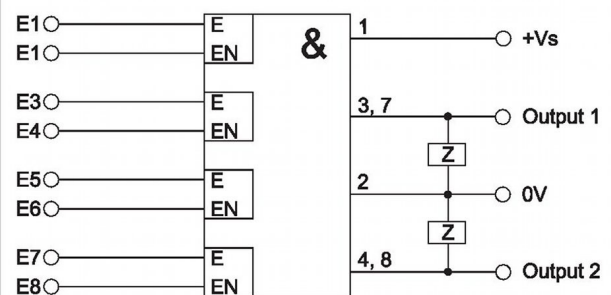 E1 E & 1 +Vs
E1 EN
E3 E 3, 7 Output 1
E4 EN
Z
E5 E 2 0V
E6 EN
Z
E7 E 4, 8 Output 2
E8 EN